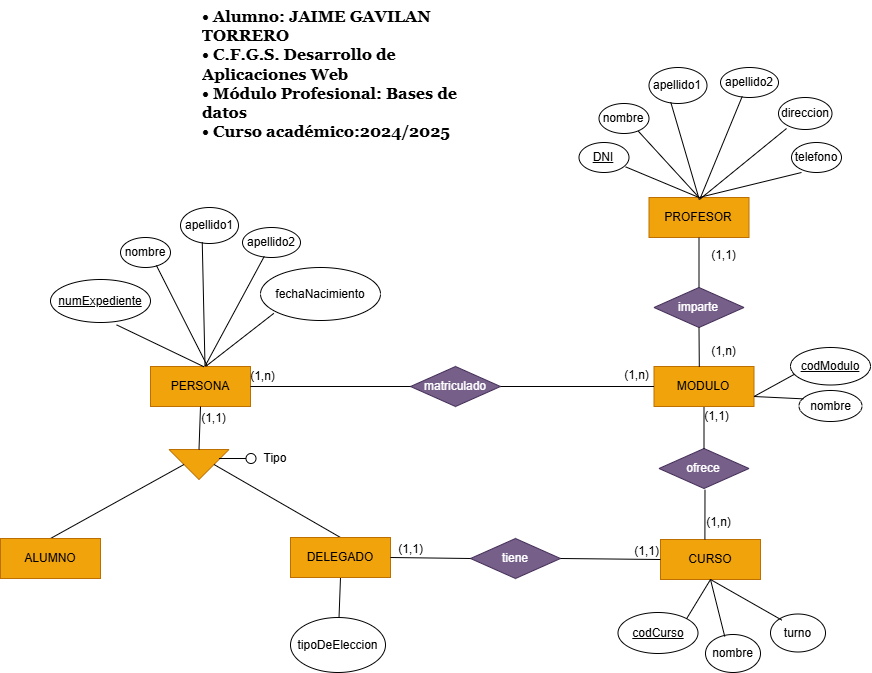 • Alumno: JAIME GAVILAN
TORRERO
• C.F.G.S. Desarrollo de
Aplicaciones Web
• Módulo Profesional: Bases de
datos
• Curso académico:2024/2025
apellido1
apellido2
nombre
direccion
DNI
telefono
PROFESOR
(1,1)
imparte
(1,n)
apellido1
nombre
apellido2
numExpediente
fechaNacimiento
PERSONA
(1,n)
matriculado
(1,n)
MODULO
codModulo
nombre
(1,1)
(1,1)
Tipo
ofrece
(1,n)
ALUMNO
DELEGADO
(1,1)
tiene
(1,1)
CURSO
tipoDeEleccion
codCurso
nombre
turno